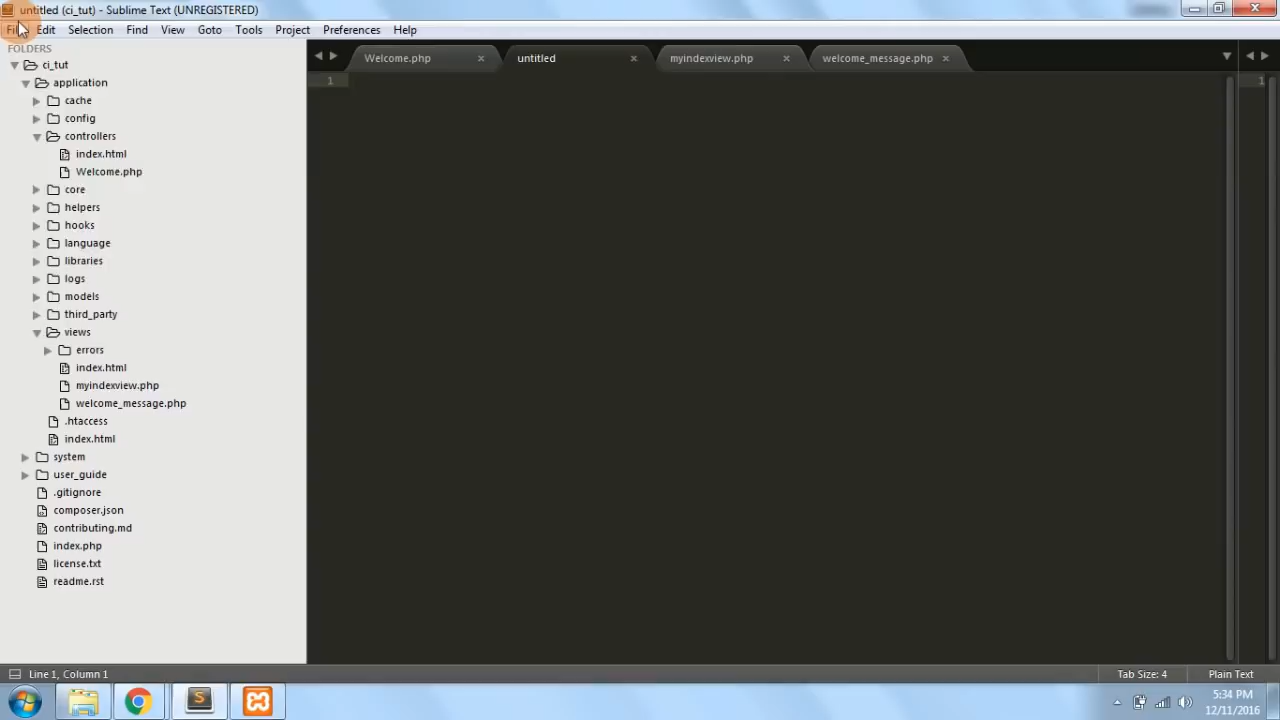 untitled (ci_tut) - Sublime Text (UNREGISTERED)
File Edit Selection Find View Goto Tools Project Preferences Help
FOLDERS
ci_tut
application
cache
config
controllers
index.html
Welcome.php
core
helpers
hooks
language
libraries
logs
models
third_party
views
errors
index.html
myindexview.php
welcome_message.php
.htaccess
index.html
system
user_guide
.gitignore
composer.json
contributing.md
index.php
license.txt
readme.rst
Welcome.php untitled myindexview.php welcome_message.php
1 1
Line 1, Column 1 Tab Size: 4 Plain Text
5:34 PM
12/11/2016